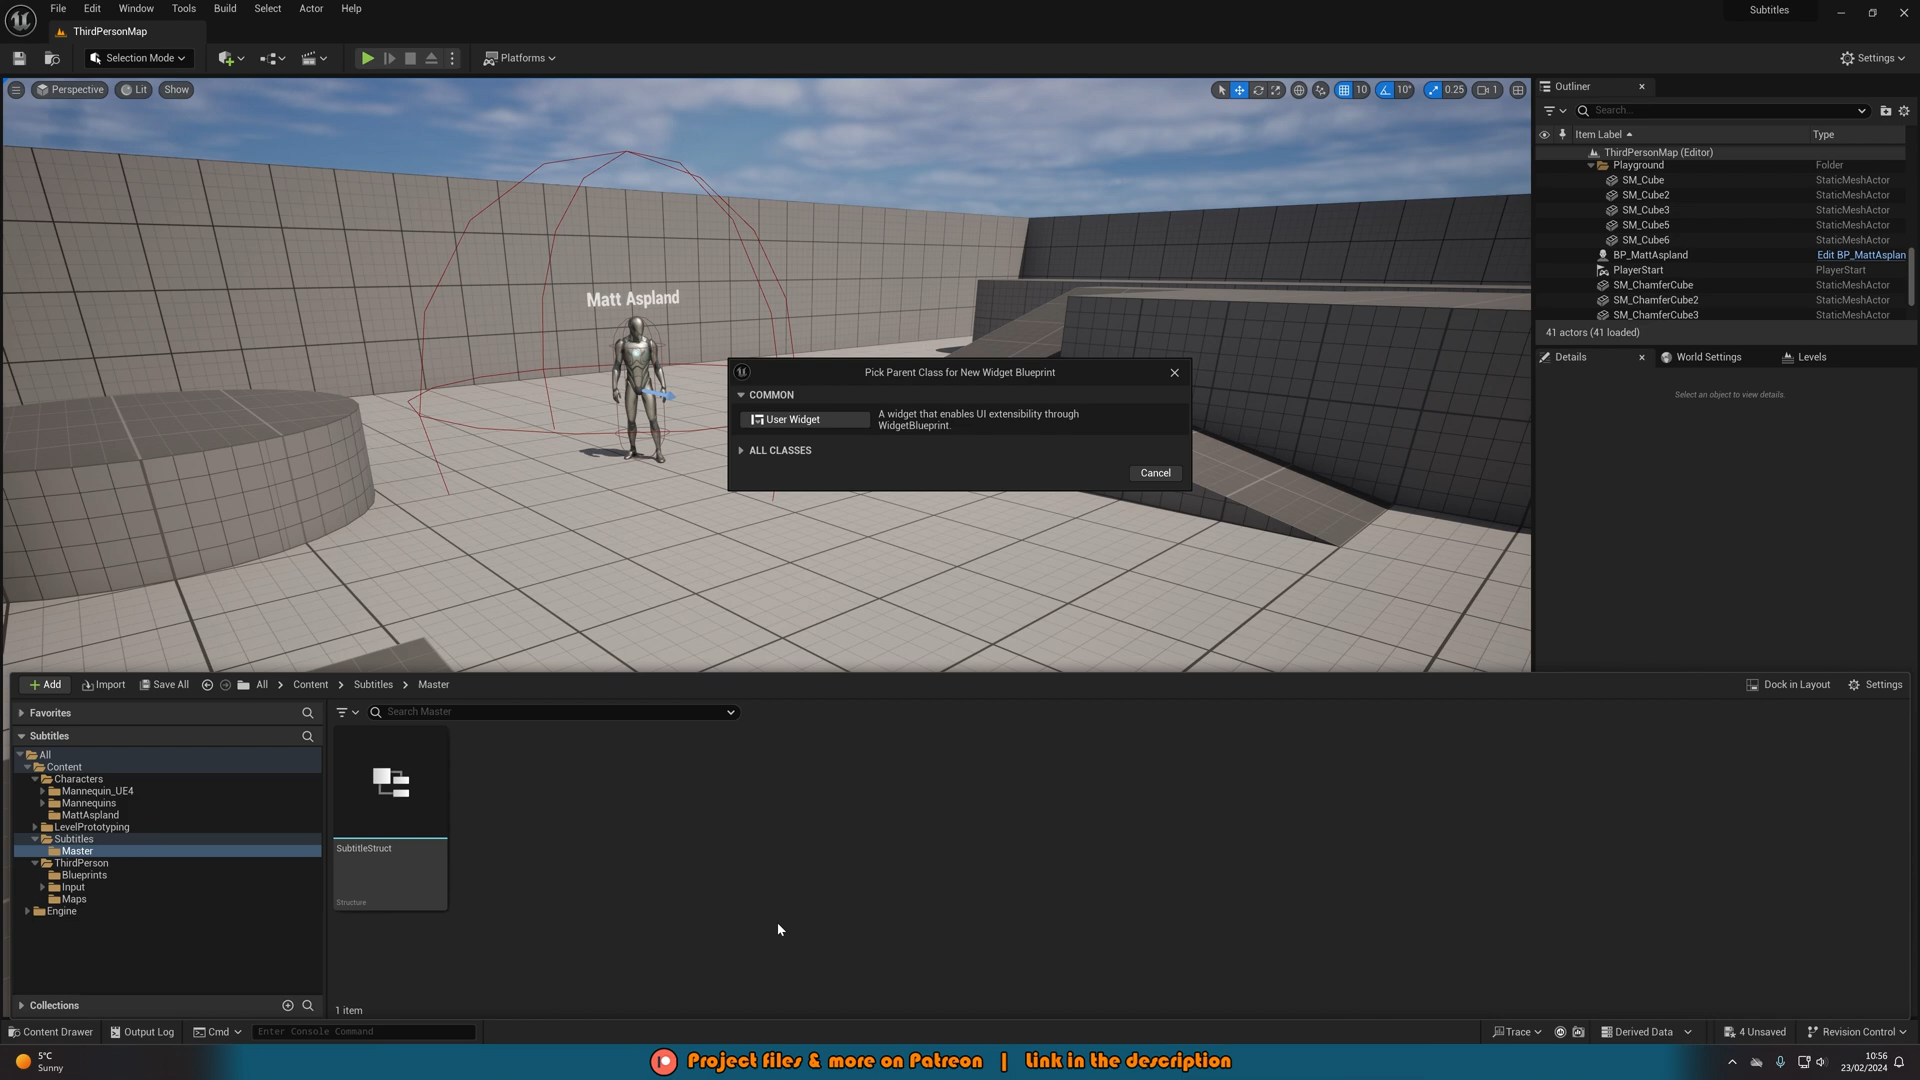 File Edit Window Tools Build Select Actor Help
Subtitles
ThirdPersonMap
Selection Mode
Platforms
Settings
Perspective
Lit
Show
10
10°
0.25
1
Outliner
Search...
Item Label
Type
ThirdPersonMap (Editor)
Playground Folder
SM_Cube StaticMeshActor
SM_Cube2 StaticMeshActor
SM_Cube3 StaticMeshActor
SM_Cube5 StaticMeshActor
SM_Cube6 StaticMeshActor
BP_MattAspland Edit BP_MattAsplan
PlayerStart PlayerStart
SM_ChamferCube StaticMeshActor
SM_ChamferCube2 StaticMeshActor
SM_ChamferCube3 StaticMeshActor
41 actors (41 loaded)
Details
World Settings
Levels
Select an object to view details.
Matt Aspland
Pick Parent Class for New Widget Blueprint
COMMON
User Widget
A widget that enables UI extensibility through
WidgetBlueprint.
ALL CLASSES
Cancel
Add
Import
Save All
All
Content
Subtitles
Master
Dock in Layout
Settings
Favorites
Search Master
Subtitles
All
Content
Characters
Mannequin_UE4
Mannequins
MattAspland
LevelPrototyping
Subtitles
Master
ThirdPerson
Blueprints
Input
Maps
Engine
SubtitleStruct
Structure
Collections
1 item
Content Drawer
Output Log
Cmd
Enter Console Command
Trace
Derived Data
4 Unsaved
Revision Control
5°C
Sunny
Project files & more on Patreon | Link in the description
10:56
23/02/2024